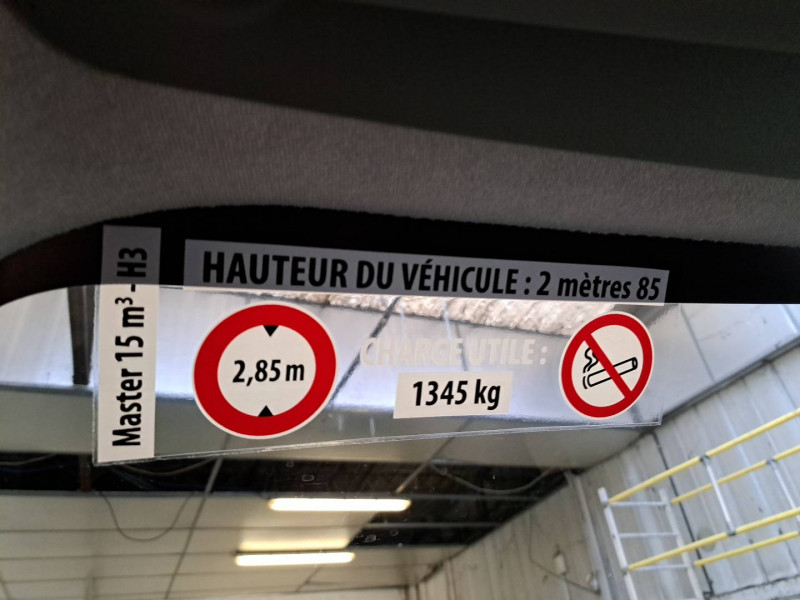 Master 15 m³ - H3
HAUTEUR DU VÉHICULE : 2 mètres 85
2,85 m
CHARGE UTILE :
1345 kg